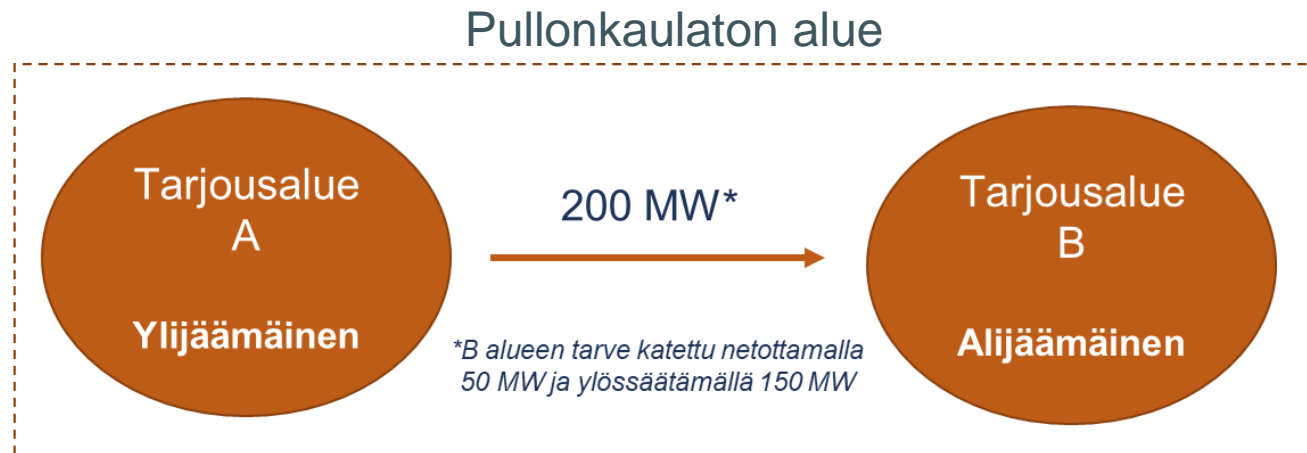 Pullonkaulaton alue
Tarjousalue
A
Ylijäämäinen
200 MW*
*B alueen tarve katettu netottamalla
50 MW ja ylössäätämällä 150 MW
Tarjousalue
B
Alijäämäinen